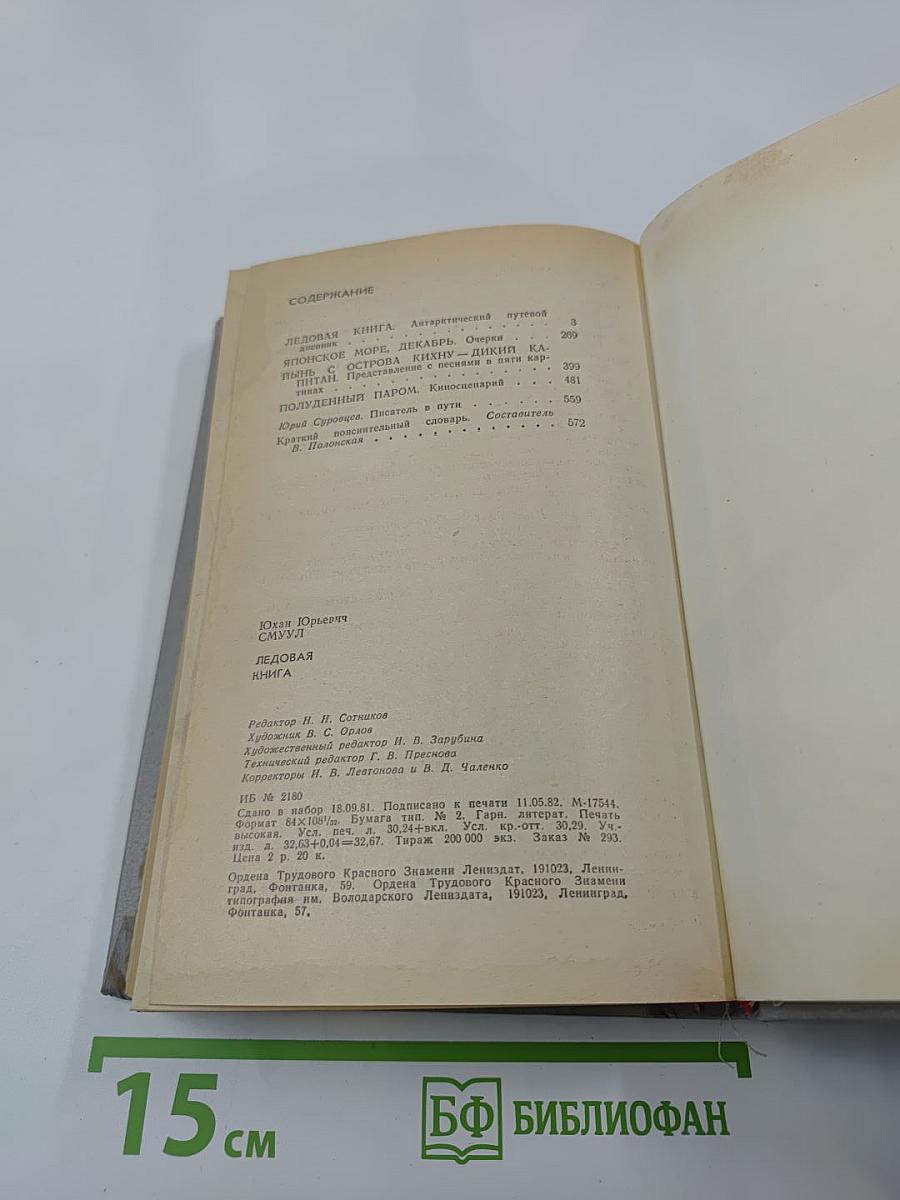 СОДЕРЖАНИЕ
ЛЕДОВАЯ КНИГА. Антарктический путевой
дневник . . . . . . . . . . . . . 3
ЯПОНСКОЕ МОРЕ, ДЕКАБРЬ. Очерки . . . 269
ЙЫНЬ С ОСТРОВА КИХНУ — ДИКИЙ КА-
ПИТАН. Представление с песнями в пяти кар-
тинах . . . . . . . . . . . . . 399
ПОЛУДЕННЫЙ ПАРОМ. Киносценарий . . . 481
Юрий Суровцев. Писатель в пути . . . . . . 559
Краткий пояснительный словарь. Составитель
В. Полонская . . . . . . . . . . . . 572
Юхан Юрьевич
СМУУЛ
ЛЕДОВАЯ
КНИГА
Редактор Н. Н. Сотников
Художник В. С. Орлов
Художественный редактор И. В. Зарубина
Технический редактор Г. В. Преснова
Корректоры И. В. Левтонова и В. Д. Чаленко
ИБ № 2180
Сдано в набор 18.09.81. Подписано к печати 11.05.82. М-17544.
Формат 84×108¹/₃₂. Бумага тип. № 2. Гарн. литерат. Печать
высокая. Усл. печ. л. 30,24+вкл. Усл. кр.-отт. 30,29. Уч.-
изд. л. 32,63+0,04=32,67. Тираж 200 000 экз. Заказ № 293.
Цена 2 р. 20 к.
Ордена Трудового Красного Знамени Лениздат, 191023, Ленин-
град, Фонтанка, 59. Ордена Трудового Красного Знамени
типография им. Володарского Лениздата, 191023, Ленинград,
Фонтанка, 57.
15 см
БФ БИБЛИОФАН